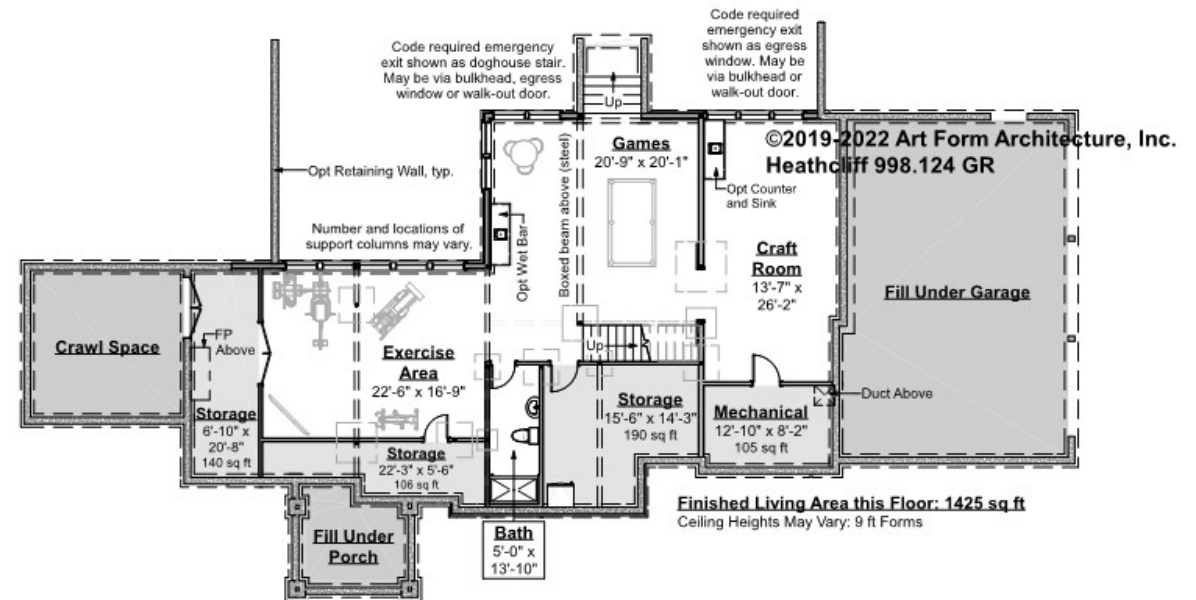 Code required emergency
exit shown as doghouse stair.
May be via bulkhead, egress
window or walk-out door.
Code required
emergency exit
shown as egress
window. May be
via bulkhead or
walk-out door.
Up
©2019-2022 Art Form Architecture, Inc.
Heathcliff 998.124 GR
Games
20'-9" x 20'-1"
Opt Retaining Wall, typ.
Opt Counter
and Sink
Number and locations of
support columns may vary.
Opt Wet Bar
Boxed beam above (steel)
Craft
Room
13'-7" x
26'-2"
Fill Under Garage
Crawl Space
FP
Above
Exercise
Area
22'-6" x 16'-9"
Up
Storage
6'-10" x
20'-8"
140 sq ft
Storage
22'-3" x 5'-6"
106 sq ft
Storage
15'-6" x 14'-3"
190 sq ft
Mechanical
12'-10" x 8'-2"
105 sq ft
Duct Above
Finished Living Area this Floor: 1425 sq ft
Ceiling Heights May Vary: 9 ft Forms
Fill Under
Porch
Bath
5'-0" x
13'-10"